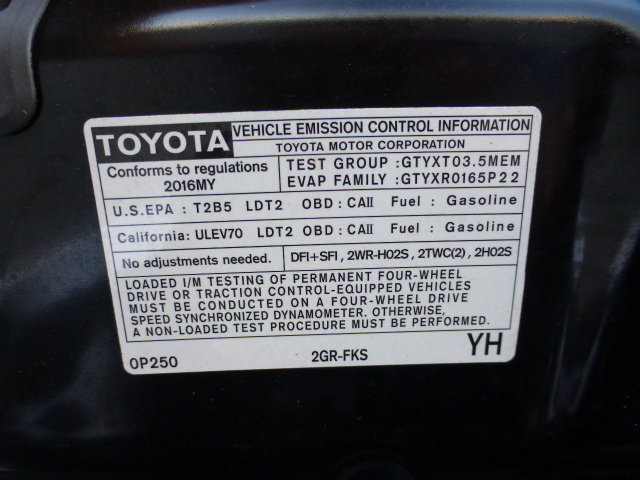 TOYOTA VEHICLE EMISSION CONTROL INFORMATION
TOYOTA MOTOR CORPORATION
Conforms to regulations
2016MY
TEST GROUP :GTYXT03.5MEM
EVAP FAMILY:GTYXR0165P22
U.S.EPA : T2B5 LDT2 OBD : CAII Fuel : Gasoline
California: ULEV70 LDT2 OBD : CAII Fuel : Gasoline
No adjustments needed. DFI+SFI , 2WR-HO2S , 2TWC(2) , 2HO2S
LOADED I/M TESTING OF PERMANENT FOUR-WHEEL
DRIVE OR TRACTION CONTROL-EQUIPPED VEHICLES
MUST BE CONDUCTED ON A FOUR-WHEEL DRIVE
SPEED SYNCHRONIZED DYNAMOMETER. OTHERWISE,
A NON-LOADED TEST PROCEDURE MUST BE PERFORMED.
0P250 2GR-FKS YH